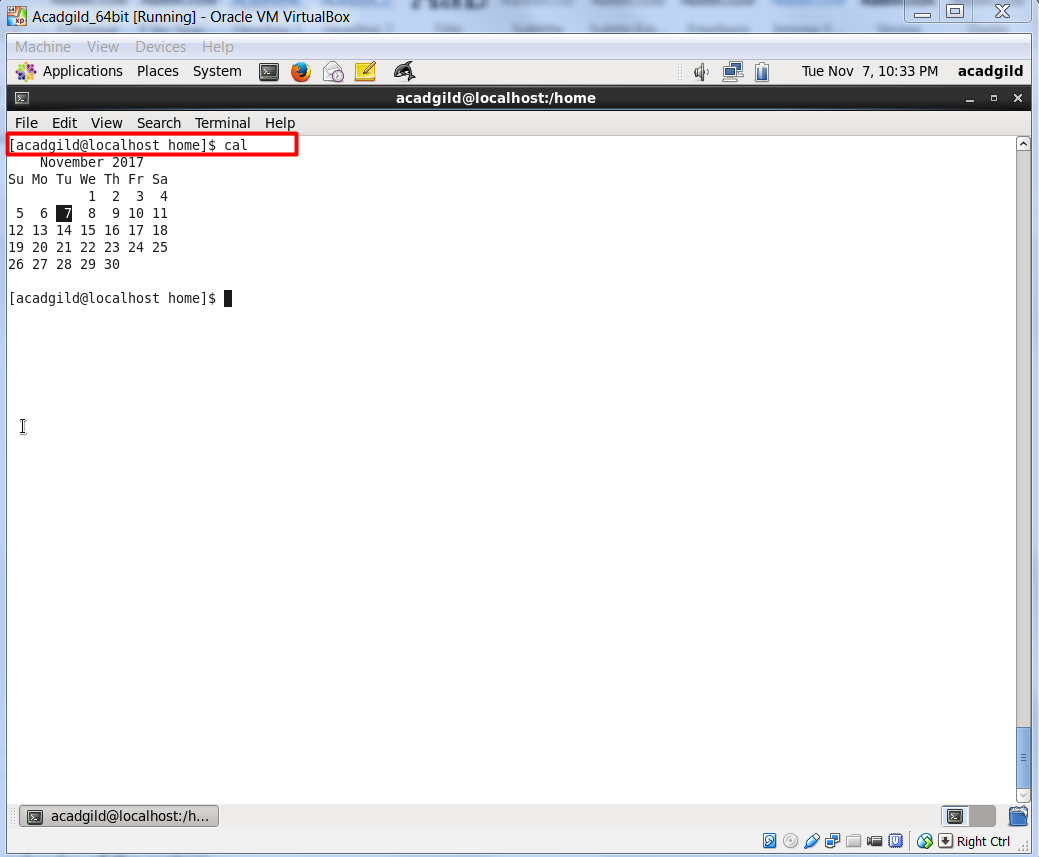 Acadgild_64bit [Running] - Oracle VM VirtualBox
Machine View Devices Help
Applications Places System Tue Nov 7, 10:33 PM acadgild
acadgild@localhost:/home
File Edit View Search Terminal Help
[acadgild@localhost home]$ cal
    November 2017
Su Mo Tu We Th Fr Sa
          1  2  3  4
 5  6  7  8  9 10 11
12 13 14 15 16 17 18
19 20 21 22 23 24 25
26 27 28 29 30
[acadgild@localhost home]$
acadgild@localhost:/h...
Right Ctrl